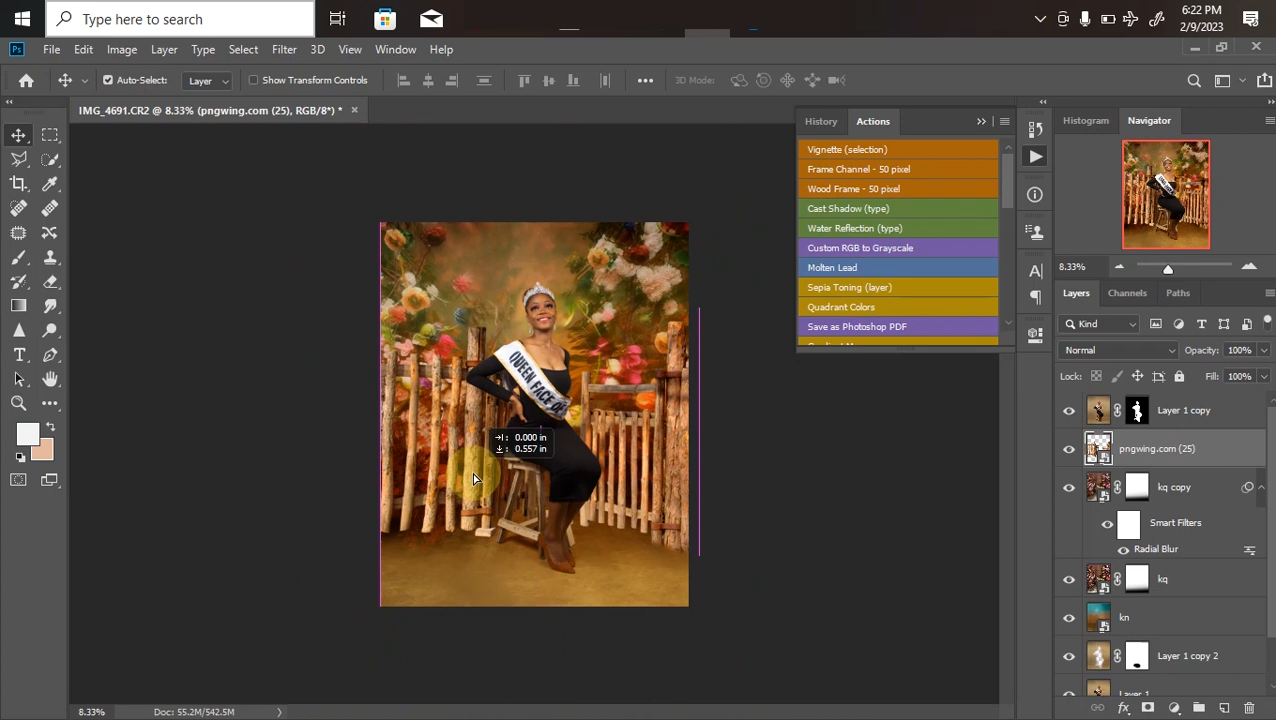 Type here to search
6:22 PM
2/9/2023
File Edit Image Layer Type Select Filter 3D View Window Help
Auto-Select: Layer Show Transform Controls 3D Mode:
IMG_4691.CR2 @ 8.33% (pngwing.com (25), RGB/8*) *
History Actions
Histogram Navigator
Vignette (selection)
Frame Channel - 50 pixel
Wood Frame - 50 pixel
Cast Shadow (type)
Water Reflection (type)
Custom RGB to Grayscale
Molten Lead
Sepia Toning (layer)
Quadrant Colors
Save as Photoshop PDF
8.33%
Layers Channels Paths
Kind
Normal Opacity: 100%
Lock: Fill: 100%
Layer 1 copy
pngwing.com (25)
kq copy
Smart Filters
Radial Blur
kq
kn
Layer 1 copy 2
Layer 1
QUEEN FACE OF
0.000 in
0.557 in
8.33% Doc: 55.2M/542.5M